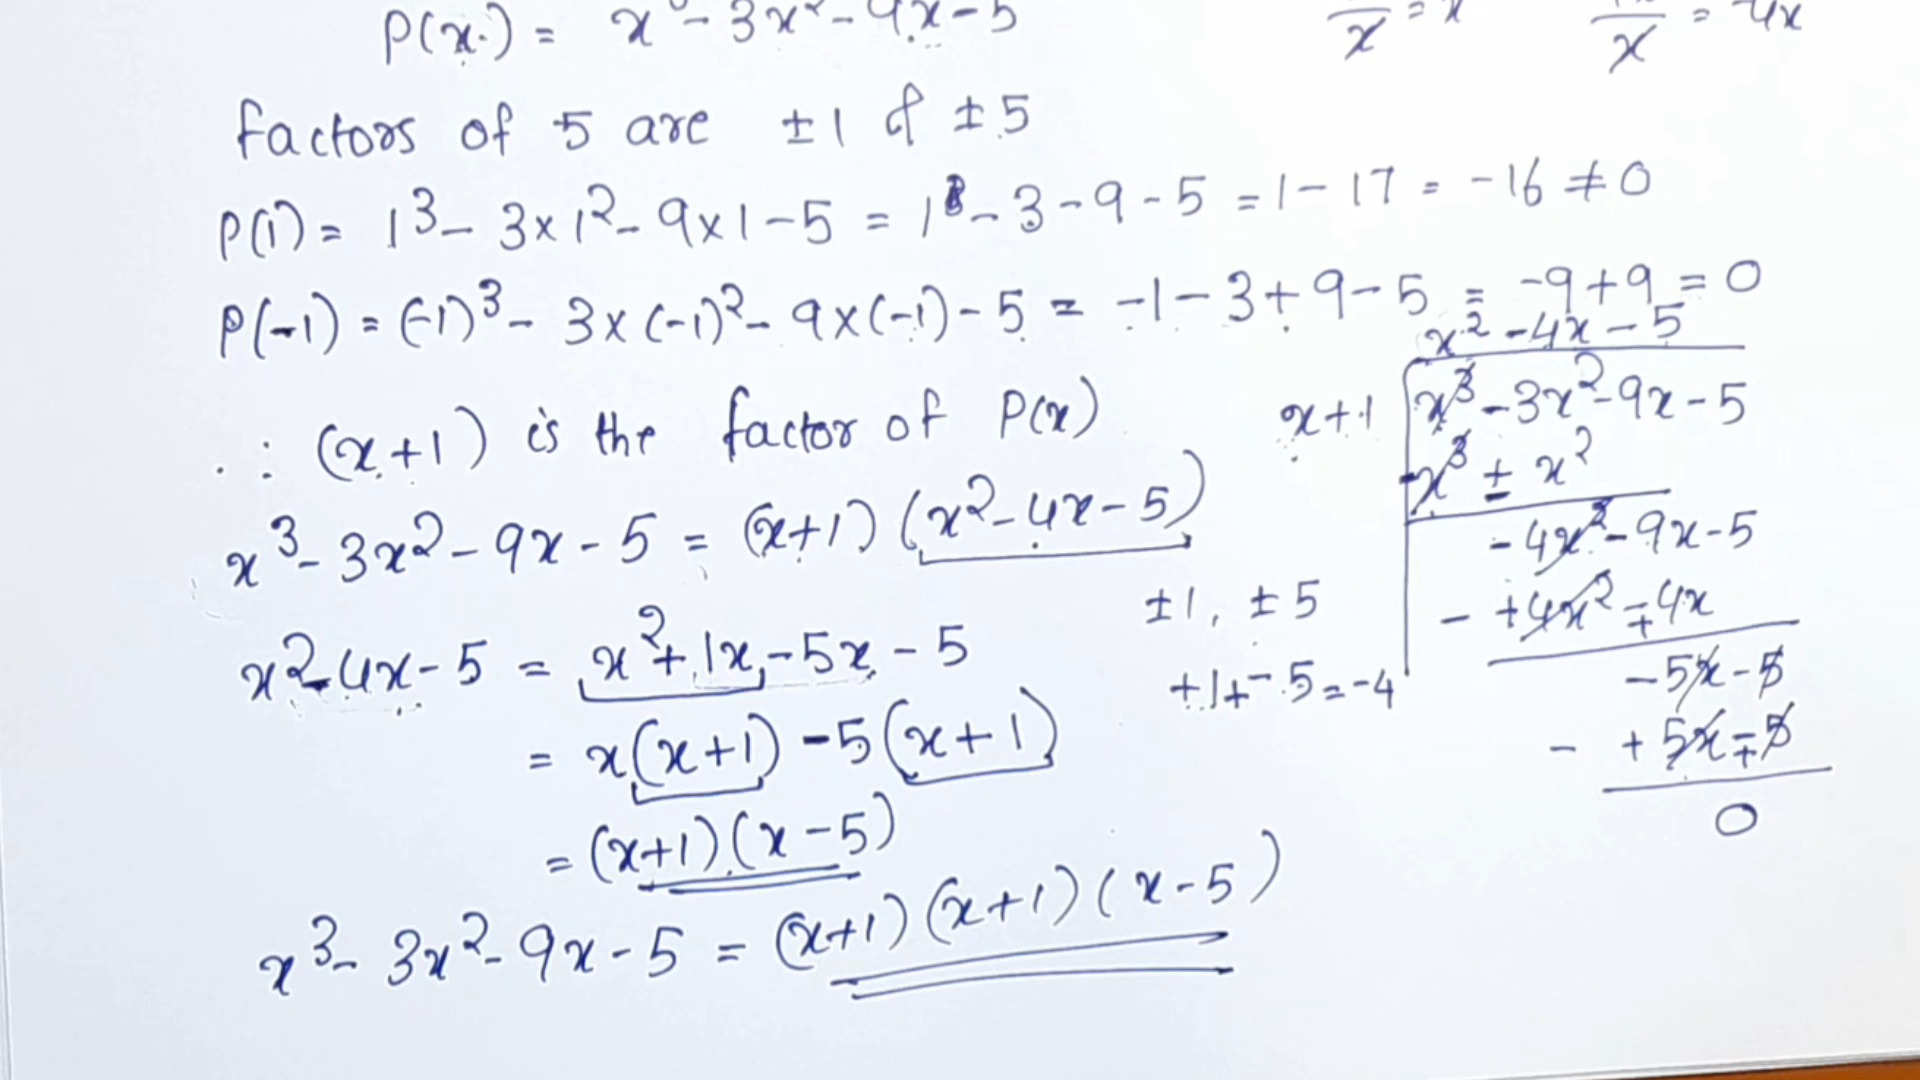 P(x) = x³ - 3x² - 9x - 5
x = x
x = 4x
factors of 5 are ±1 & ±5
P(1) = 1³ - 3×1² - 9×1 - 5 = 1 - 3 - 9 - 5 = 1 - 17 = -16 ≠ 0
P(-1) = (-1)³ - 3×(-1)² - 9×(-1) - 5 = -1 - 3 + 9 - 5 = -9 + 9 = 0
∴ (x+1) is the factor of P(x)
x³ - 3x² - 9x - 5 = (x+1) (x² - 4x - 5)
x² - 4x - 5 = x² + 1x - 5x - 5
= x(x+1) - 5(x+1)
= (x+1)(x-5)
x³ - 3x² - 9x - 5 = (x+1)(x+1)(x-5)
±1, ±5
+1 + -5 = -4
x² - 4x - 5
x+1 x³ - 3x² - 9x - 5
-x³ ± x²
-4x² - 9x - 5
- +4x² ∓ 4x
-5x - 5
- +5x ∓ 5
0